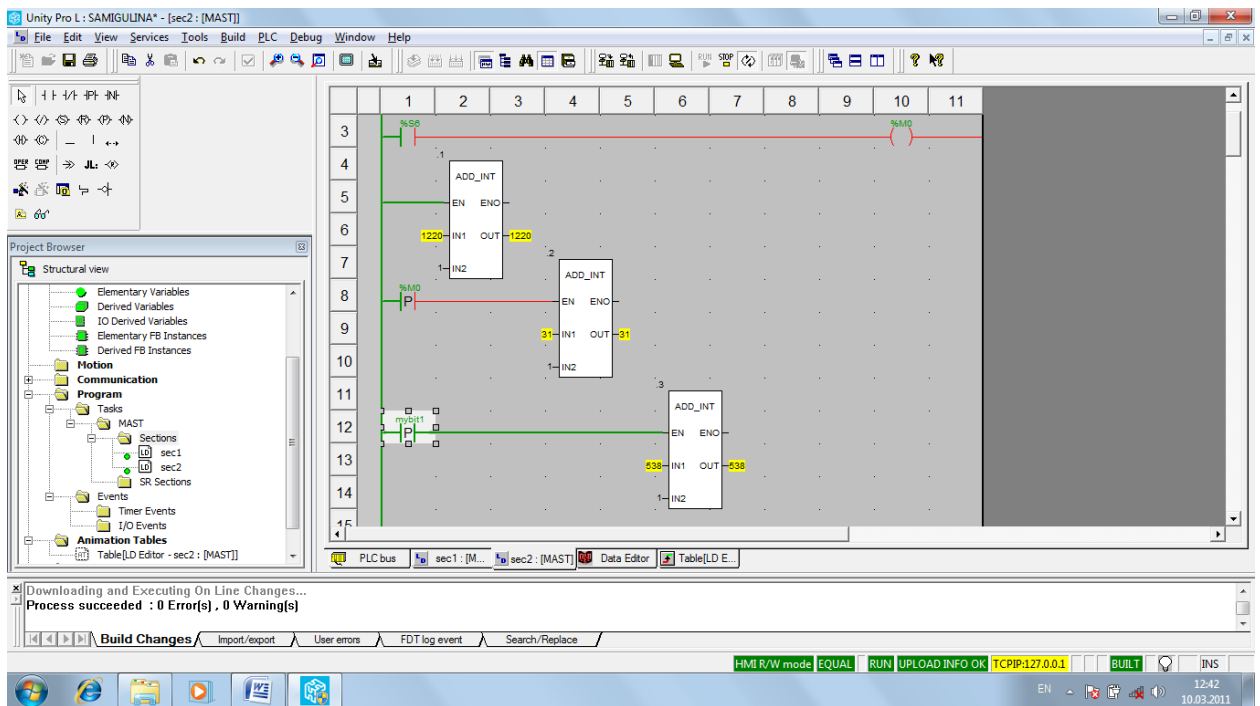 Unity Pro L : SAMIGULINA* - [sec2 : [MAST]]
File Edit View Services Tools Build PLC Debug Window Help
RUN STOP
OPER COMP JL:
Project Browser
Structural view
Elementary Variables
Derived Variables
IO Derived Variables
Elementary FB Instances
Derived FB Instances
Motion
Communication
Program
Tasks
MAST
Sections
LD sec1
LD sec2
SR Sections
Events
Timer Events
I/O Events
Animation Tables
Table[LD Editor - sec2 : [MAST]]
1 2 3 4 5 6 7 8 9 10 11
3 %S6 %M0
4 .1
ADD_INT
5 EN ENO
6 1220 IN1 OUT 1220
7 1 IN2
.2
ADD_INT
8 %M0 P EN ENO
9 31 IN1 OUT 31
10 1 IN2
11 .3
ADD_INT
12 mybit1 P EN ENO
13 538 IN1 OUT 538
14 1 IN2
15
PLC bus sec1 : [M... sec2 : [MAST] Data Editor Table[LD E...
Downloading and Executing On Line Changes...
Process succeeded : 0 Error(s) , 0 Warning(s)
Build Changes Import/export User errors FDT log event Search/Replace
HMI R/W mode EQUAL RUN UPLOAD INFO OK TCPIP:127.0.0.1 BUILT INS
EN 12:42
10.03.2011